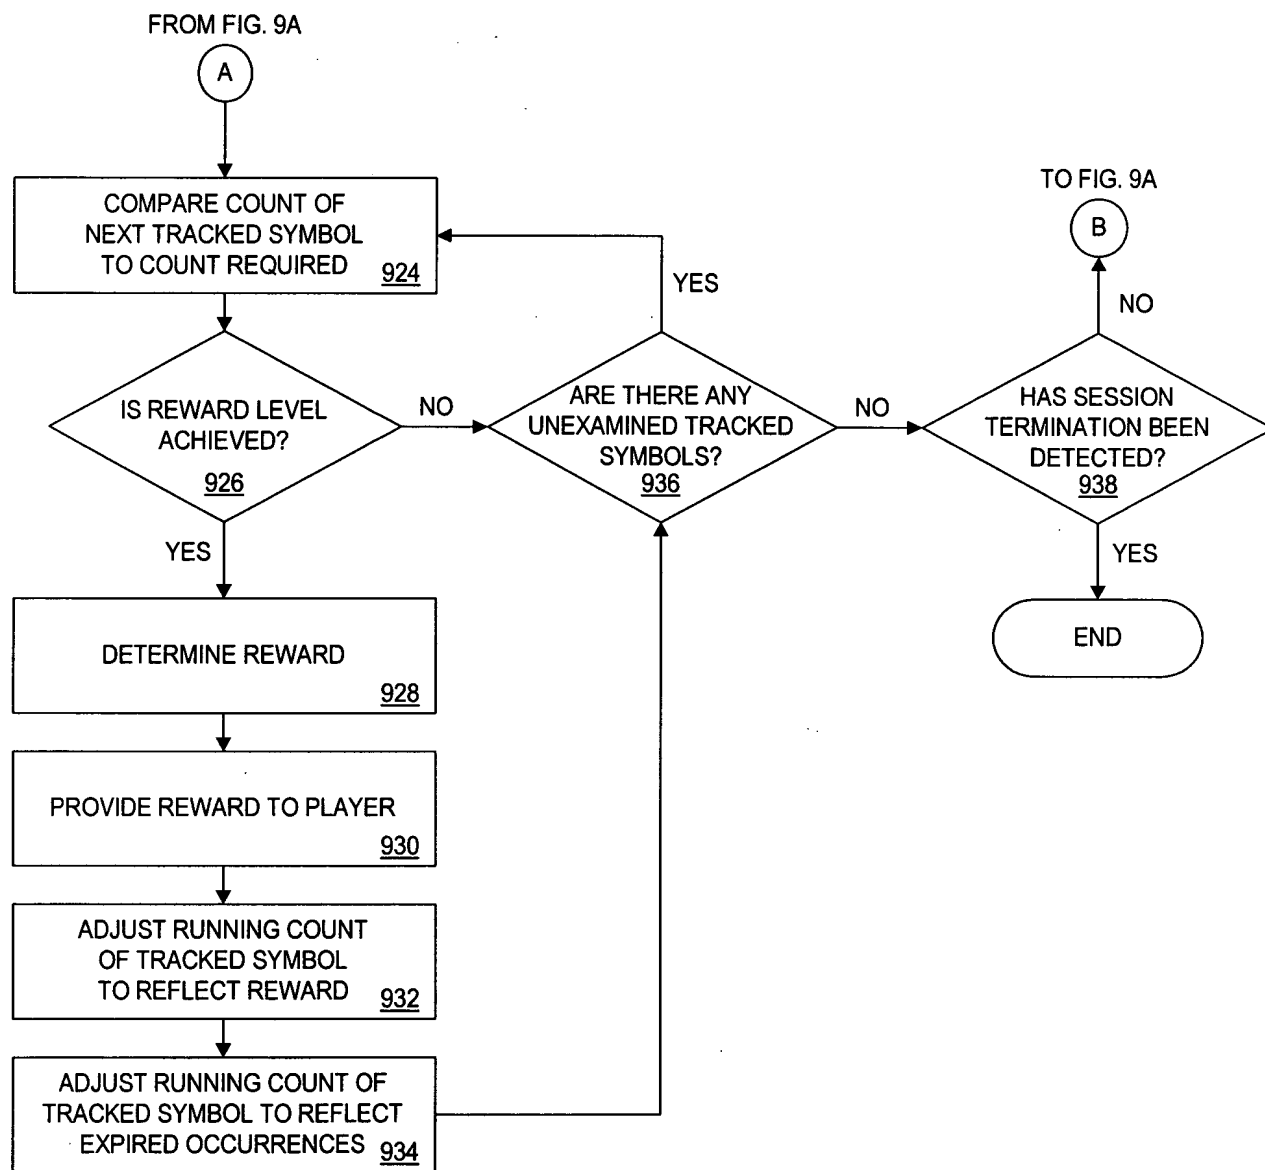 FROM FIG. 9A
A
COMPARE COUNT OF
NEXT TRACKED SYMBOL
TO COUNT REQUIRED
924
IS REWARD LEVEL
ACHIEVED?
926
NO
YES
DETERMINE REWARD
928
PROVIDE REWARD TO PLAYER
930
ADJUST RUNNING COUNT
OF TRACKED SYMBOL
TO REFLECT REWARD
932
ADJUST RUNNING COUNT OF
TRACKED SYMBOL TO REFLECT
EXPIRED OCCURRENCES
934
YES
ARE THERE ANY
UNEXAMINED TRACKED
SYMBOLS?
936
NO
TO FIG. 9A
B
NO
HAS SESSION
TERMINATION BEEN
DETECTED?
938
YES
END